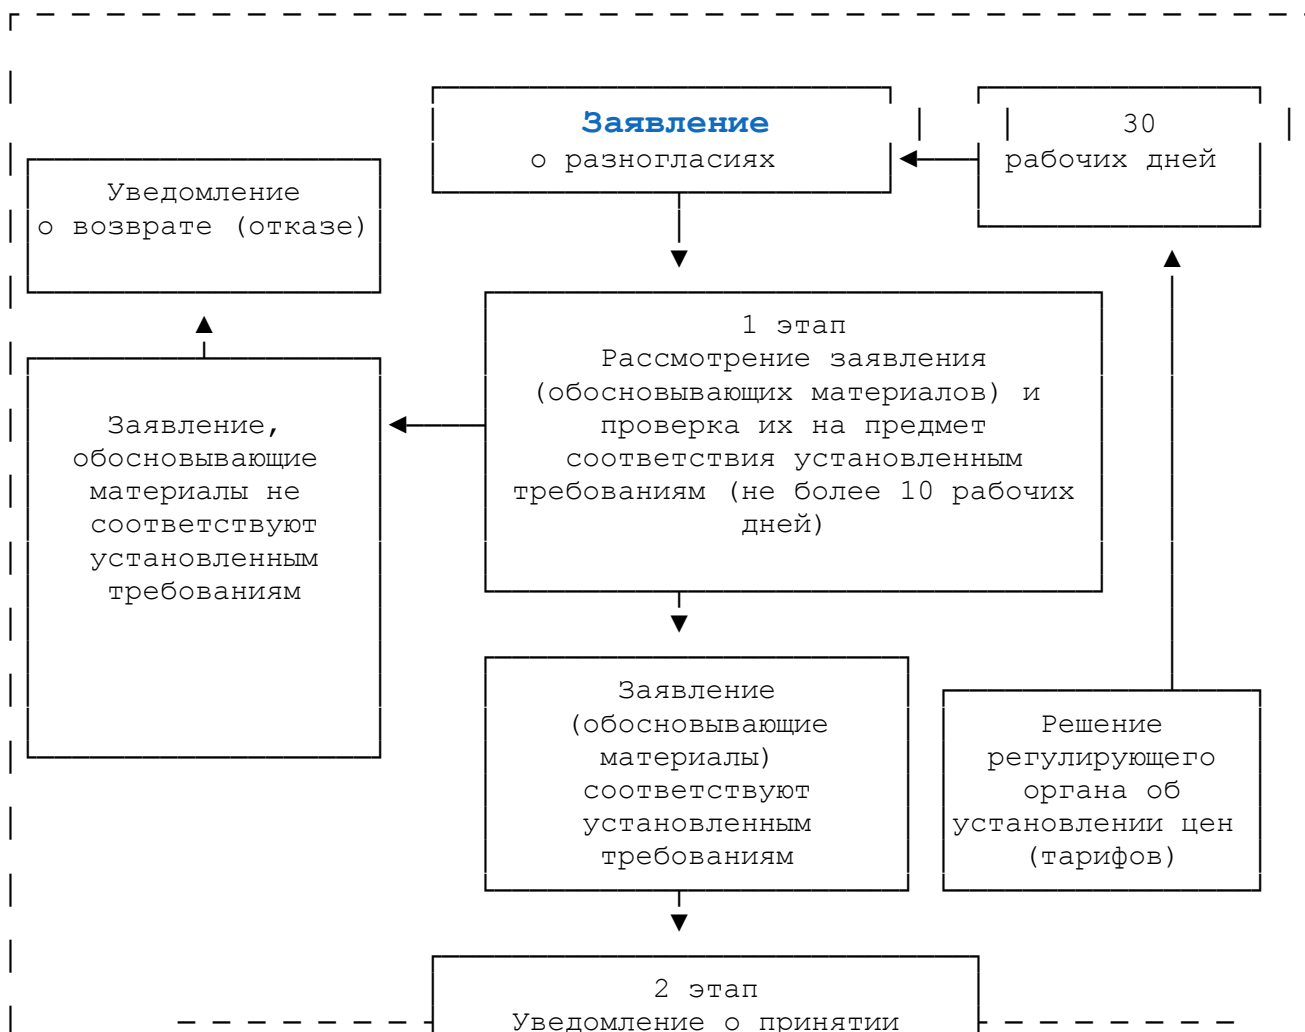 Заявление
о разногласиях
30
рабочих дней
Уведомление
о возврате (отказе)
1 этап
Рассмотрение заявления
(обосновывающих материалов) и
проверка их на предмет
соответствия установленным
требованиям (не более 10 рабочих
дней)
Заявление,
обосновывающие
материалы не
соответствуют
установленным
требованиям
Заявление
(обосновывающие
материалы)
соответствуют
установленным
требованиям
Решение
регулирующего
органа об
установлении цен
(тарифов)
2 этап
Уведомление о принятии